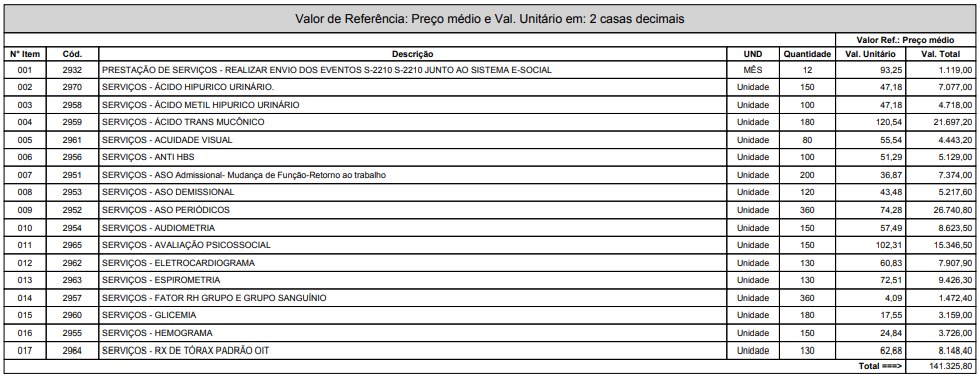 Valor de Referência: Preço médio e Val. Unitário em: 2 casas decimais
Valor Ref.: Preço médio
N° Item Cód. Descrição UND Quantidade Val. Unitário Val. Total
001 2932 PRESTAÇÃO DE SERVIÇOS - REALIZAR ENVIO DOS EVENTOS S-2210 S-2210 JUNTO AO SISTEMA E-SOCIAL MÊS 12 93,25 1.119,00
002 2970 SERVIÇOS - ÁCIDO HIPURICO URINÁRIO. Unidade 150 47,18 7.077,00
003 2958 SERVIÇOS - ÁCIDO METIL HIPURICO URINÁRIO Unidade 100 47,18 4.718,00
004 2959 SERVIÇOS - ÁCIDO TRANS MUCÔNICO Unidade 180 120,54 21.697,20
005 2961 SERVIÇOS - ACUIDADE VISUAL Unidade 80 55,54 4.443,20
006 2956 SERVIÇOS - ANTI HBS Unidade 100 51,29 5.129,00
007 2951 SERVIÇOS - ASO Admissional- Mudança de Função-Retorno ao trabalho Unidade 200 36,87 7.374,00
008 2953 SERVIÇOS - ASO DEMISSIONAL Unidade 120 43,48 5.217,60
009 2952 SERVIÇOS - ASO PERIÓDICOS Unidade 360 74,28 26.740,80
010 2954 SERVIÇOS - AUDIOMETRIA Unidade 150 57,49 8.623,50
011 2965 SERVIÇOS - AVALIAÇÃO PSICOSSOCIAL Unidade 150 102,31 15.346,50
012 2962 SERVIÇOS - ELETROCARDIOGRAMA Unidade 130 60,83 7.907,90
013 2963 SERVIÇOS - ESPIROMETRIA Unidade 130 72,51 9.426,30
014 2957 SERVIÇOS - FATOR RH GRUPO E GRUPO SANGUÍNIO Unidade 360 4,09 1.472,40
015 2960 SERVIÇOS - GLICEMIA Unidade 180 17,55 3.159,00
016 2955 SERVIÇOS - HEMOGRAMA Unidade 150 24,84 3.726,00
017 2964 SERVIÇOS - RX DE TÓRAX PADRÃO OIT Unidade 130 62,68 8.148,40
Total ===> 141.325,80